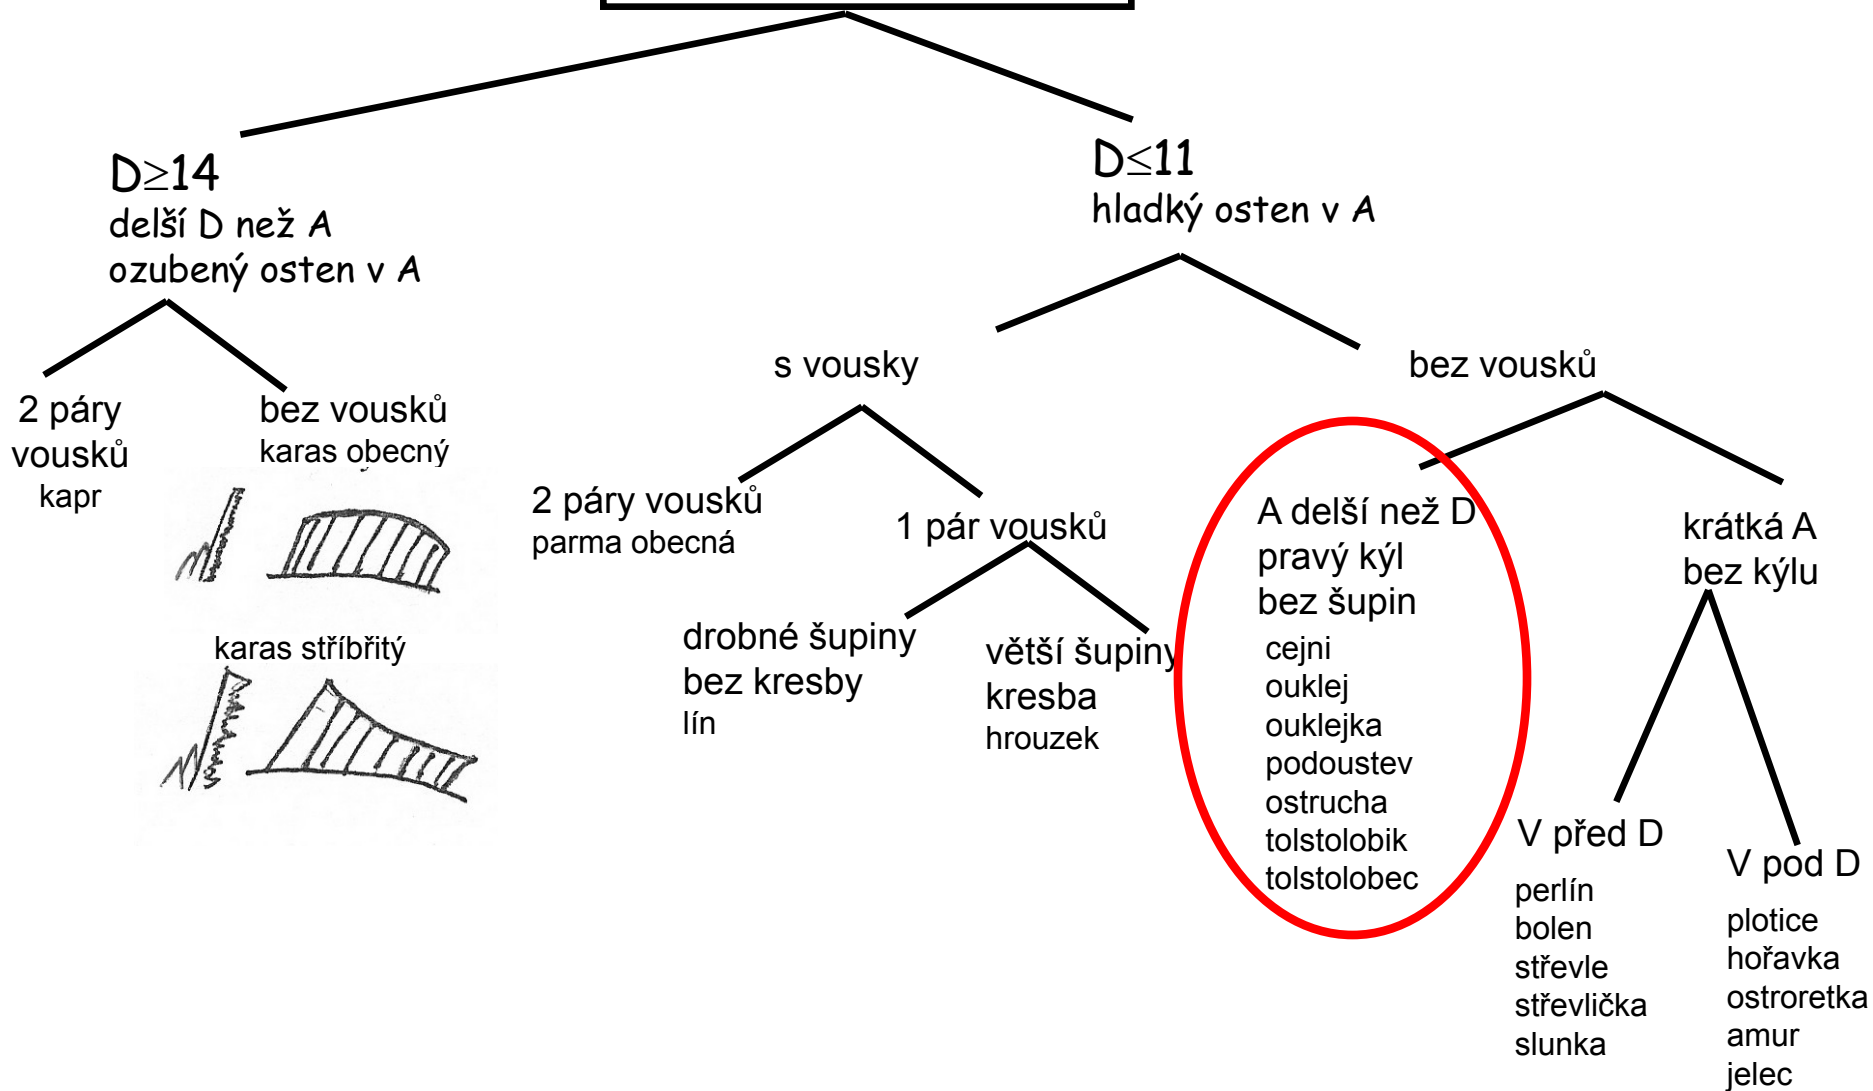 D≥14
delší D než A
ozubený osten v A
D≤11
hladký osten v A
2 páry
vousků
kapr
bez vousků
karas obecný
karas stříbřitý
s vousky
bez vousků
2 páry vousků
parma obecná
1 pár vousků
drobné šupiny
bez kresby
lín
větší šupiny
kresba
hrouzek
A delší než D
pravý kýl
bez šupin
cejni
ouklej
ouklejka
podoustev
ostrucha
tolstolobik
tolstolobec
krátká A
bez kýlu
V před D
perlín
bolen
střevle
střevlička
slunka
V pod D
plotice
hořavka
ostroretka
amur
jelec